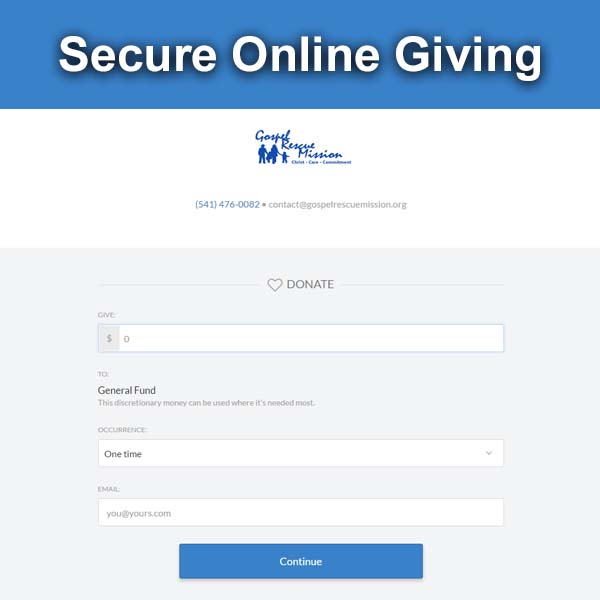 Secure Online Giving
Gospel
Rescue
Mission
Christ • Care • Commitment
(541) 476-0082 • contact@gospelrescuemission.org
DONATE
GIVE:
$ 0
TO:
General Fund
This discretionary money can be used where it's needed most.
OCCURRENCE:
One time
EMAIL:
you@yours.com
Continue